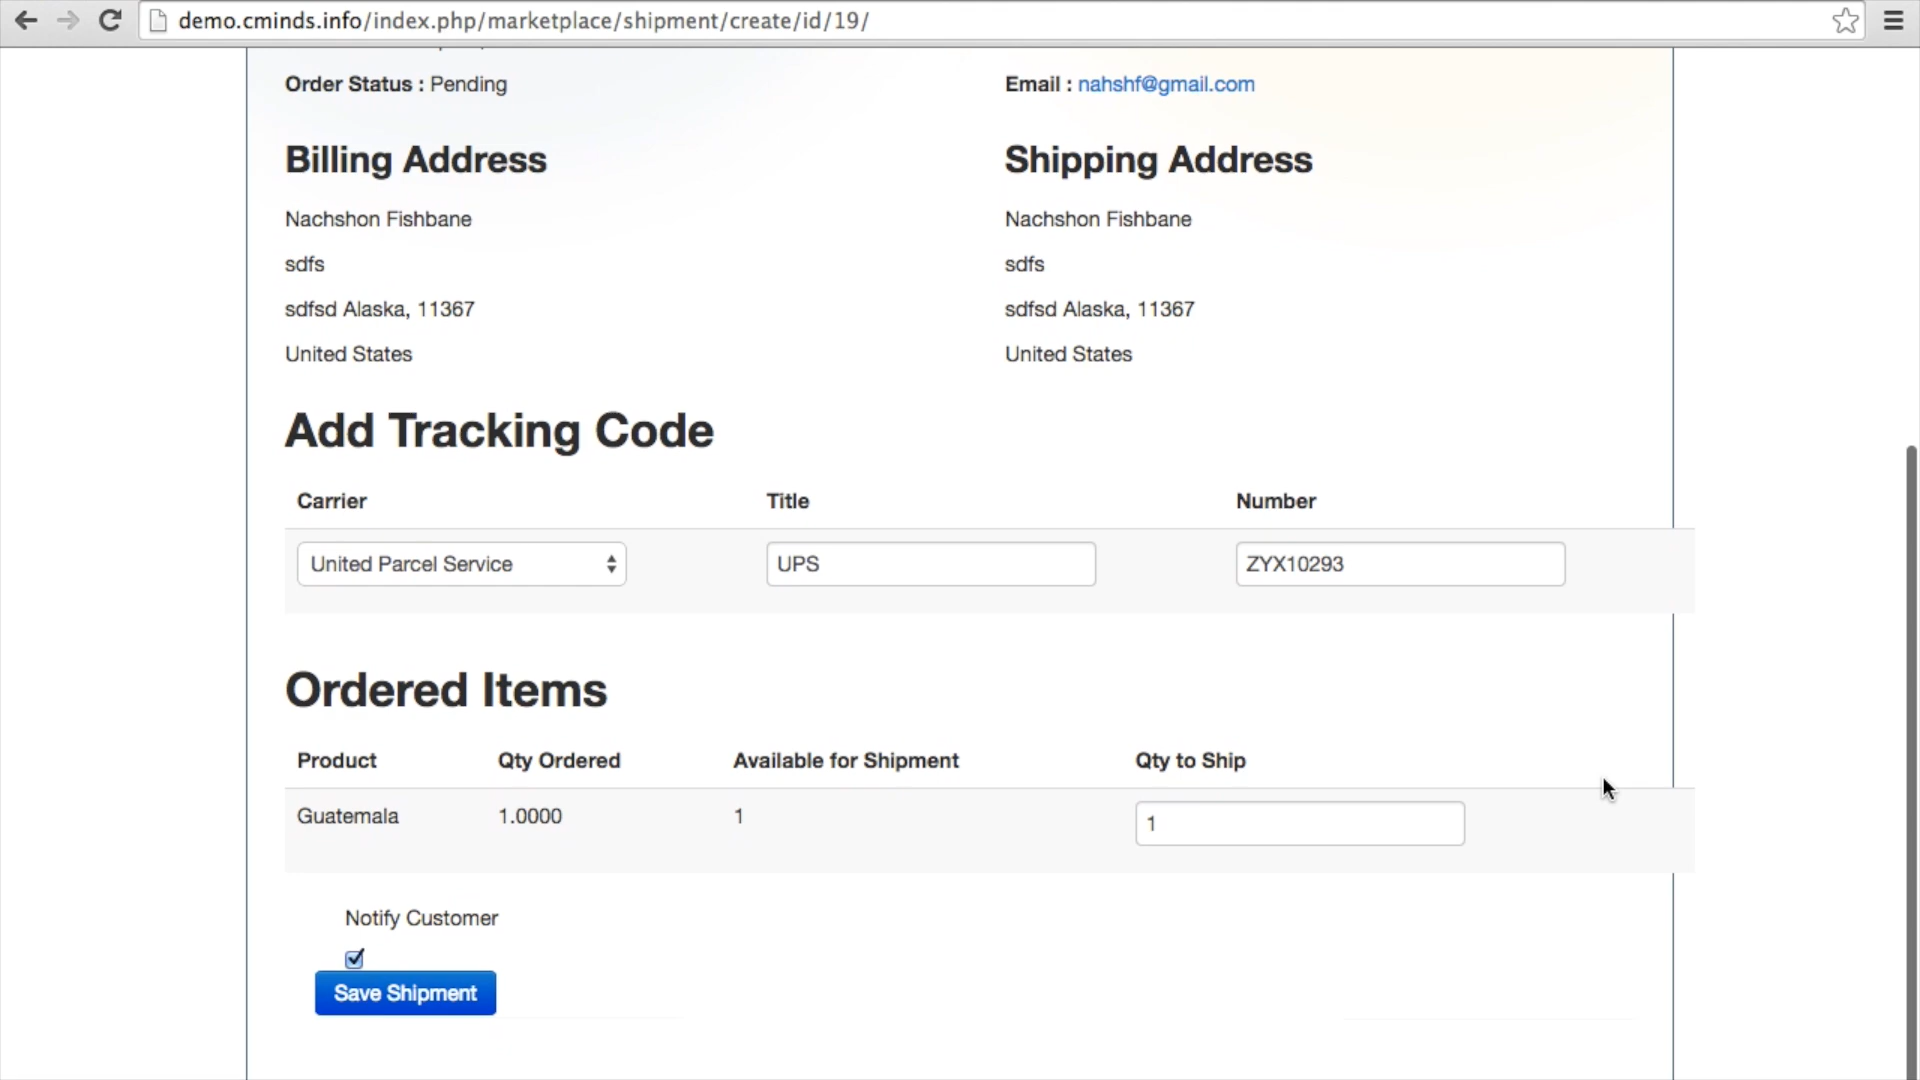 demo.cminds.info/index.php/marketplace/shipment/create/id/19/
Order Status : Pending
Email : nahshf@gmail.com
Billing Address
Shipping Address
Nachshon Fishbane
Nachshon Fishbane
sdfs
sdfs
sdfsd Alaska, 11367
sdfsd Alaska, 11367
United States
United States
Add Tracking Code
Carrier Title Number
United Parcel Service UPS ZYX10293
Ordered Items
Product Qty Ordered Available for Shipment Qty to Ship
Guatemala 1.0000 1 1
Notify Customer
Save Shipment